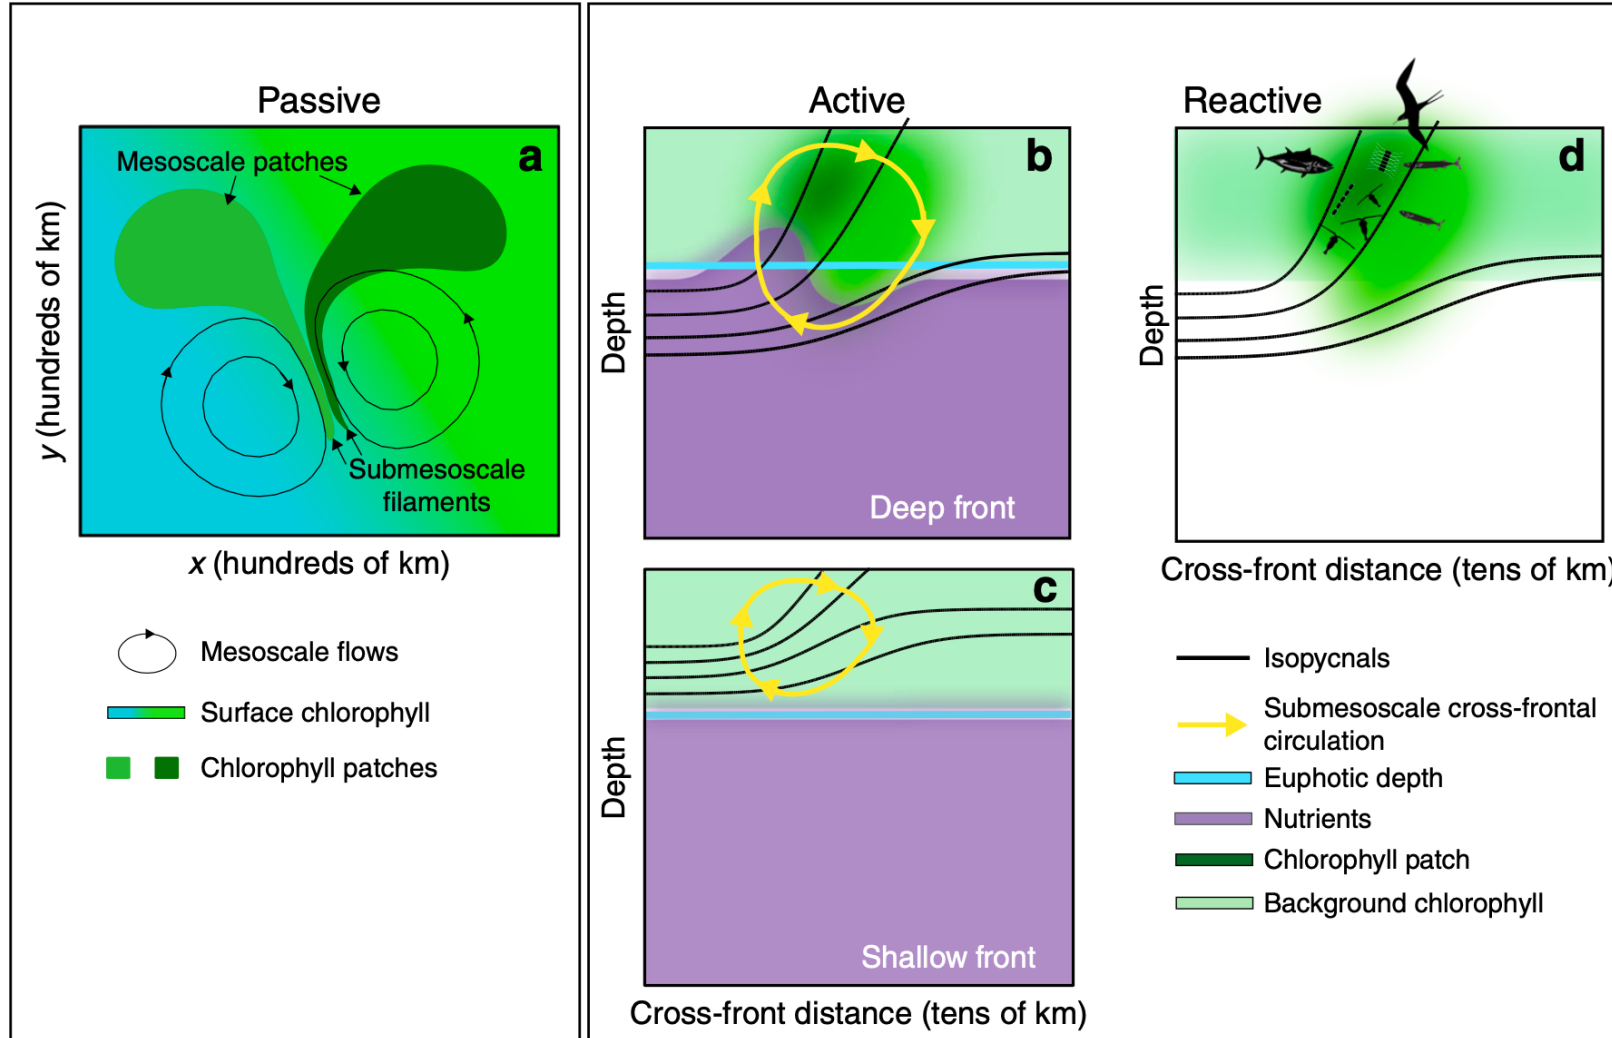 Passive
a
Mesoscale patches
Submesoscale
filaments
y (hundreds of km)
x (hundreds of km)
Mesoscale flows
Surface chlorophyll
Chlorophyll patches
Active
b
Depth
Deep front
c
Depth
Shallow front
Cross-front distance (tens of km)
Reactive
d
Depth
Cross-front distance (tens of km)
Isopycnals
Submesoscale cross-frontal
circulation
Euphotic depth
Nutrients
Chlorophyll patch
Background chlorophyll